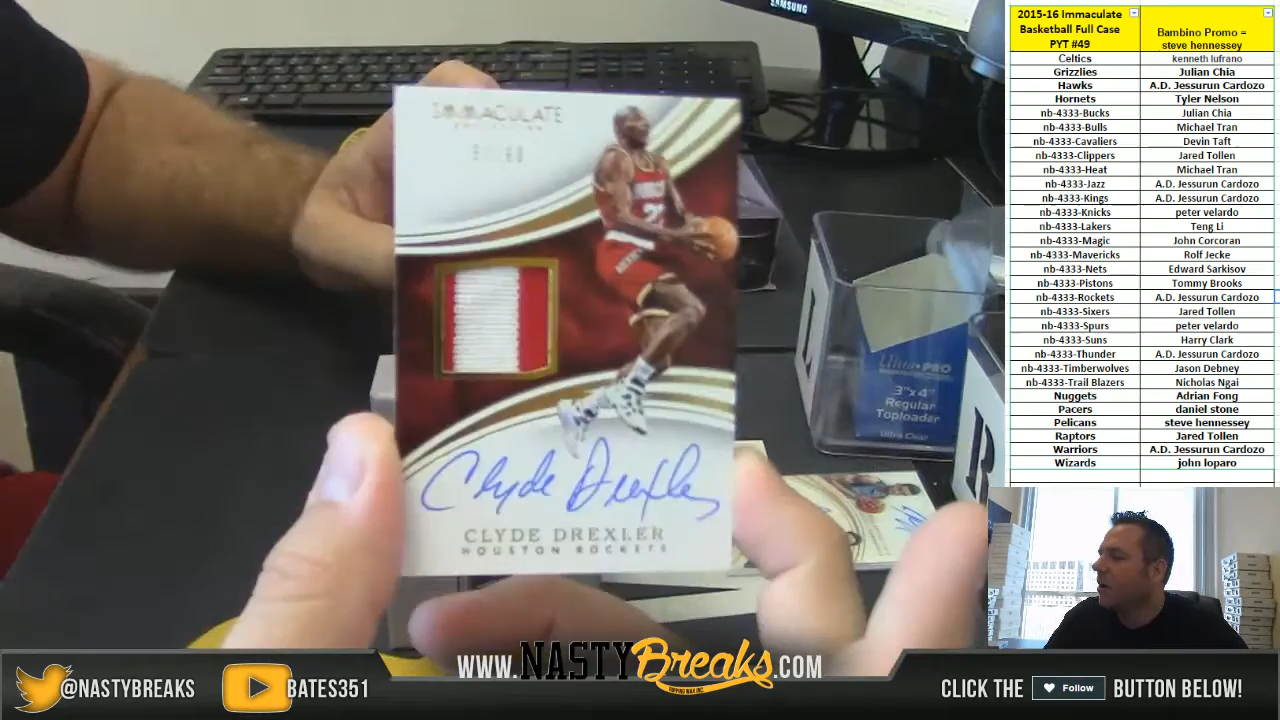 SAMSUNG
IMMACULATE
COLLECTION
Clyde Drexler
CLYDE DREXLER
HOUSTON ROCKETS
Ultra·PRO
3"x4"
Regular
Toploader
Ultra Clear
2015-16 Immaculate
Basketball Full Case
PYT #49
Bambino Promo =
steve hennessey
Celtics kenneth lufrano
Grizzlies Julian Chia
Hawks A.D. Jessurun Cardozo
Hornets Tyler Nelson
nb-4333-Bucks Julian Chia
nb-4333-Bulls Michael Tran
nb-4333-Cavaliers Devin Taft
nb-4333-Clippers Jared Tollen
nb-4333-Heat Michael Tran
nb-4333-Jazz A.D. Jessurun Cardozo
nb-4333-Kings A.D. Jessurun Cardozo
nb-4333-Knicks peter velardo
nb-4333-Lakers Teng Li
nb-4333-Magic John Corcoran
nb-4333-Mavericks Rolf Jecke
nb-4333-Nets Edward Sarkisov
nb-4333-Pistons Tommy Brooks
nb-4333-Rockets A.D. Jessurun Cardozo
nb-4333-Sixers Jared Tollen
nb-4333-Spurs peter velardo
nb-4333-Suns Harry Clark
nb-4333-Thunder A.D. Jessurun Cardozo
nb-4333-Timberwolves Jason Debney
nb-4333-Trail Blazers Nicholas Ngai
Nuggets Adrian Fong
Pacers daniel stone
Pelicans steve hennessey
Raptors Jared Tollen
Warriors A.D. Jessurun Cardozo
Wizards john loparo
@NASTYBREAKS
BATES351
WWW.NASTYBreaks.COM
RIPPING WAX INC.
CLICK THE Follow BUTTON BELOW!